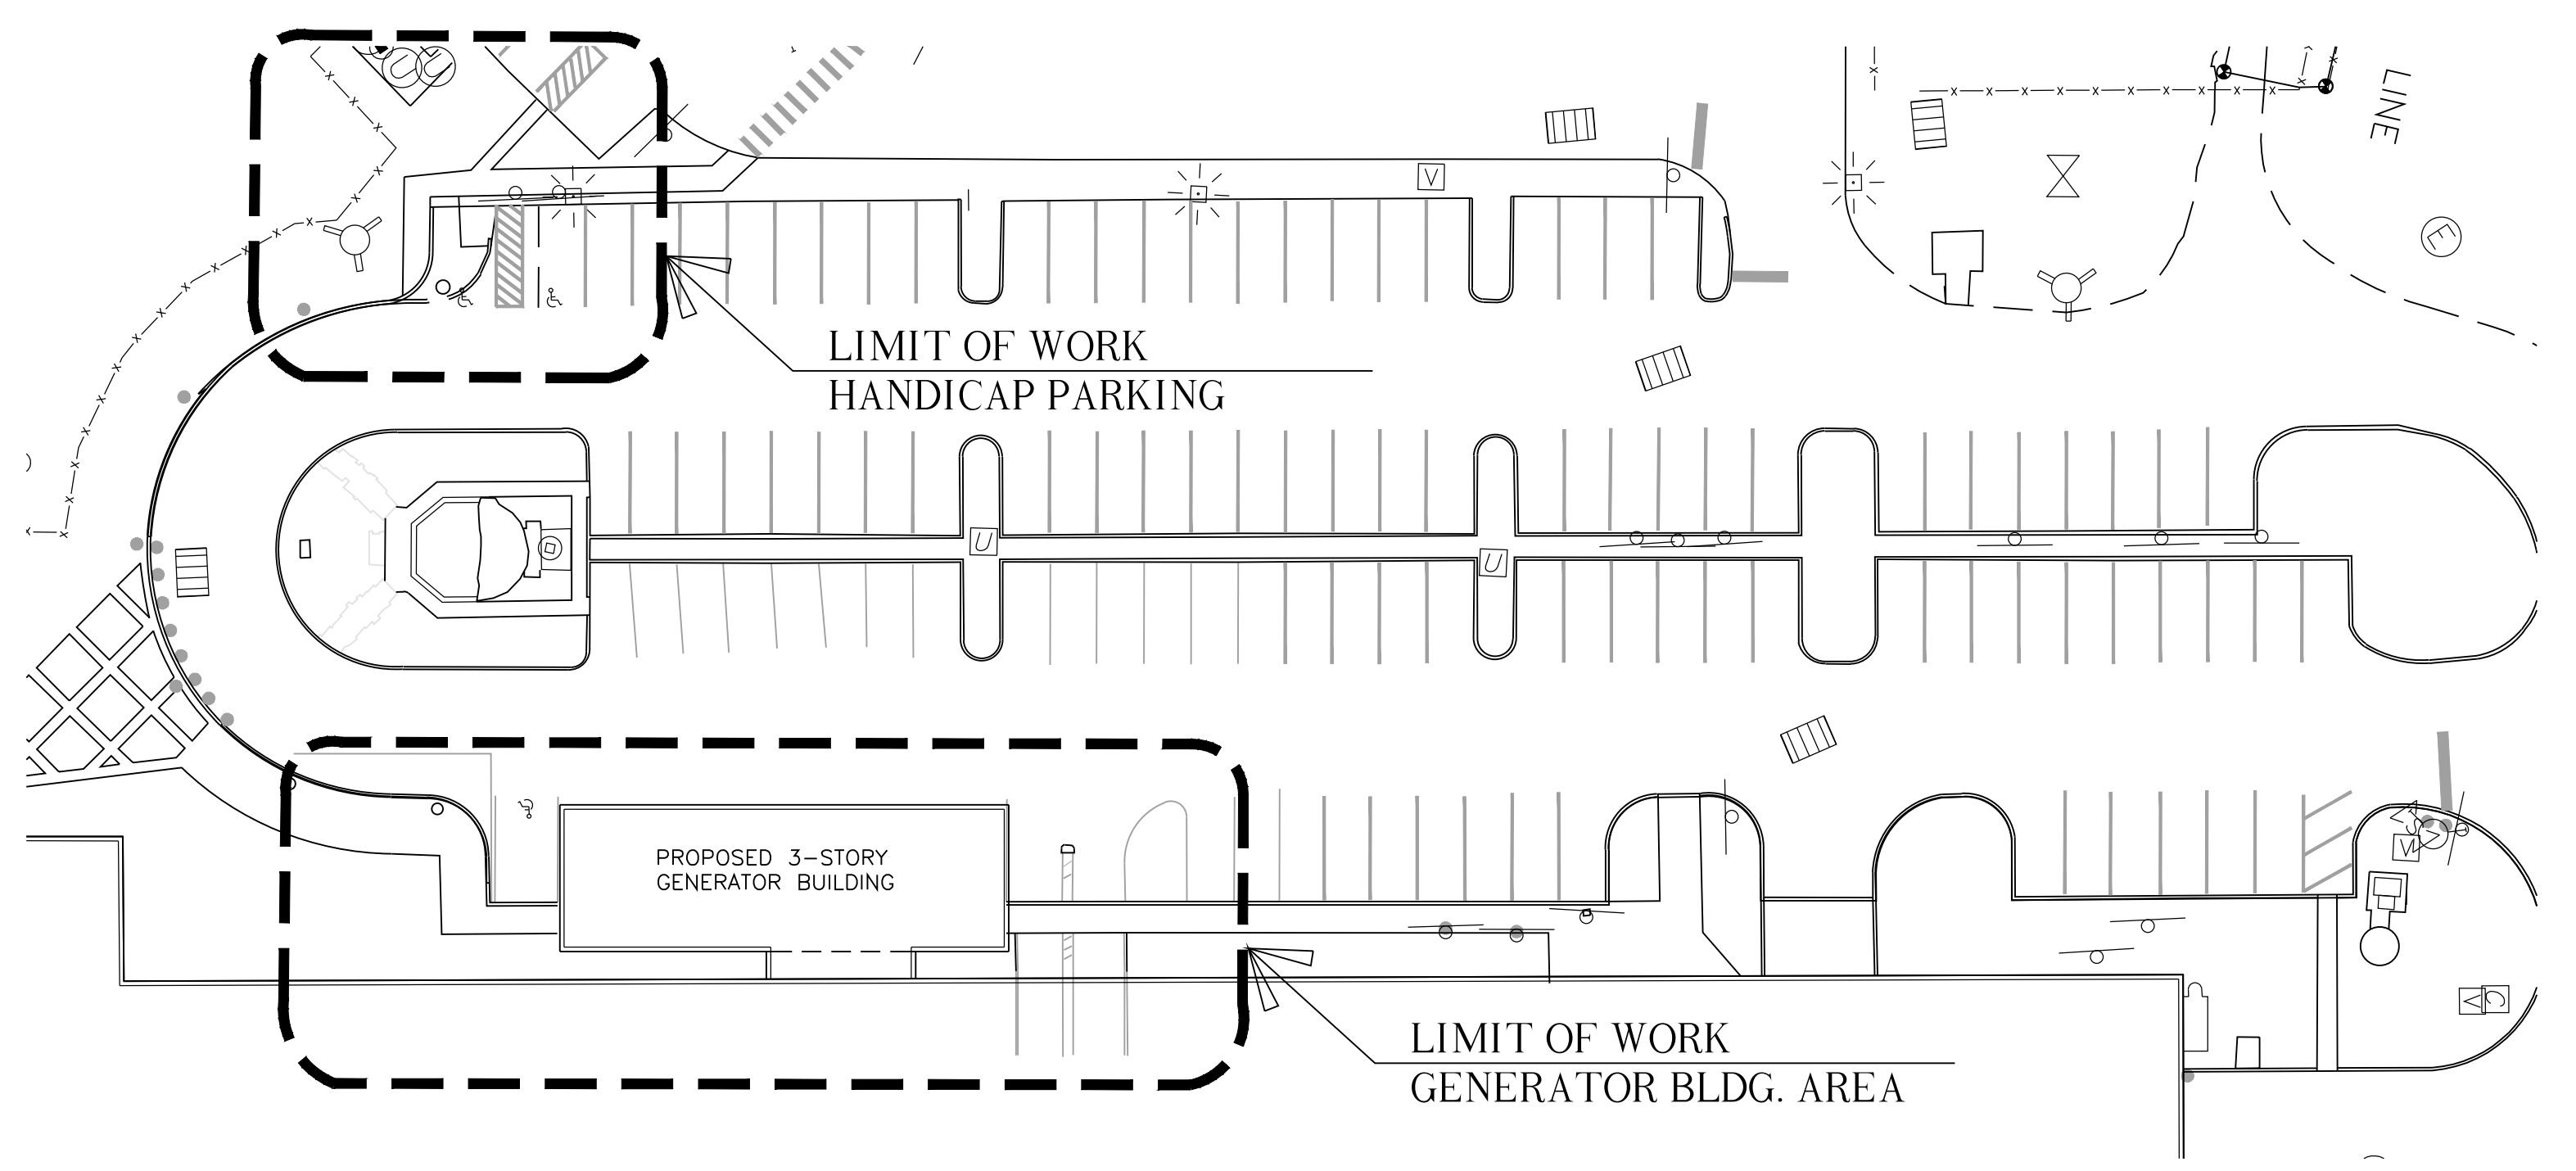 LINE
V
E
LIMIT OF WORK
HANDICAP PARKING
U
U
PROPOSED 3-STORY
GENERATOR BUILDING
V
C
LIMIT OF WORK
GENERATOR BLDG. AREA